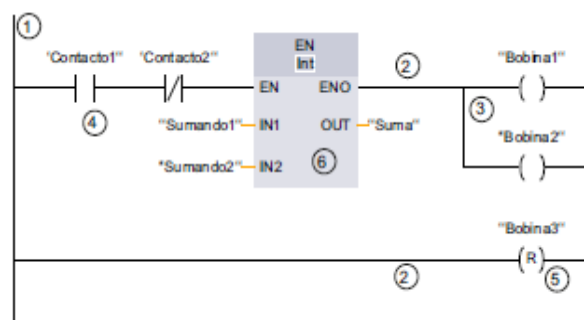 1
"Contacto1" "Contacto2" EN "Bobina1"
Int
2
EN ENO
3
4
"Sumando1" IN1 OUT "Suma"
"Bobina2"
"Sumando2" IN2 6
"Bobina3"
R
2 5